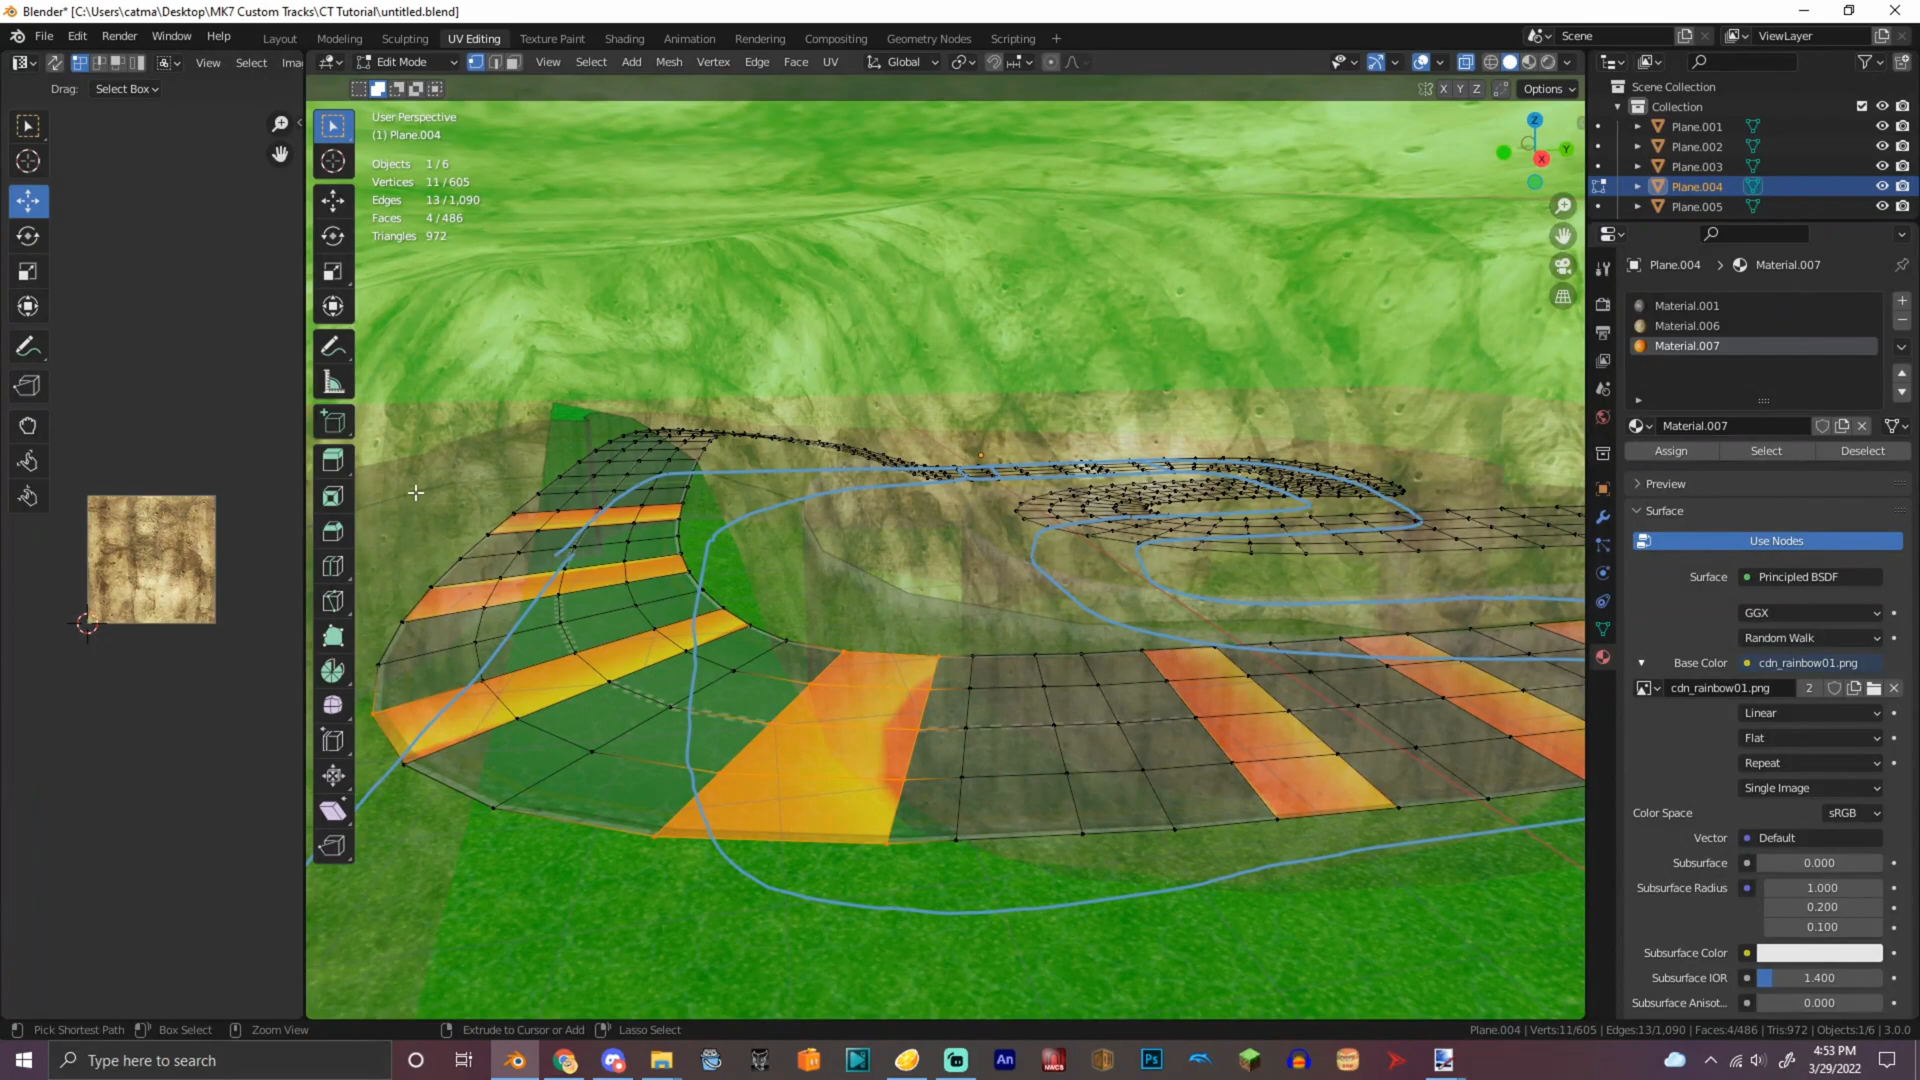 Blender* [C:\Users\catma\Desktop\MK7 Custom Tracks\CT Tutorial\untitled.blend]
File Edit Render Window Help Layout Modeling Sculpting UV Editing Texture Paint Shading Animation Rendering Compositing Geometry Nodes Scripting + Scene ViewLayer
View Select Ima Edit Mode View Select Add Mesh Vertex Edge Face UV Global
Drag: Select Box X Y Z Options
User Perspective
(1) Plane.004
Objects 1/6
Vertices 11/605
Edges 13/1,090
Faces 4/486
Triangles 972
Z
Y
X
Scene Collection
Collection
Plane.001
Plane.002
Plane.003
Plane.004
Plane.005
Plane.004 > Material.007
Material.001
Material.006
Material.007
Material.007
Assign Select Deselect
Preview
Surface
Use Nodes
Surface Principled BSDF
GGX
Random Walk
Base Color cdn_rainbow01.png
cdn_rainbow01.png 2
Linear
Flat
Repeat
Single Image
Color Space sRGB
Vector Default
Subsurface 0.000
Subsurface Radius 1.000
0.200
0.100
Subsurface Color
Subsurface IOR 1.400
Subsurface Anisot... 0.000
Pick Shortest Path Box Select Zoom View Extrude to Cursor or Add Lasso Select Plane.004 | Verts:11/605 | Edges:13/1,090 | Faces:4/486 | Tris:972 | Objects:1/6 | 3.0.0
Type here to search
An
NWCS
Ps
4:53 PM
3/29/2022